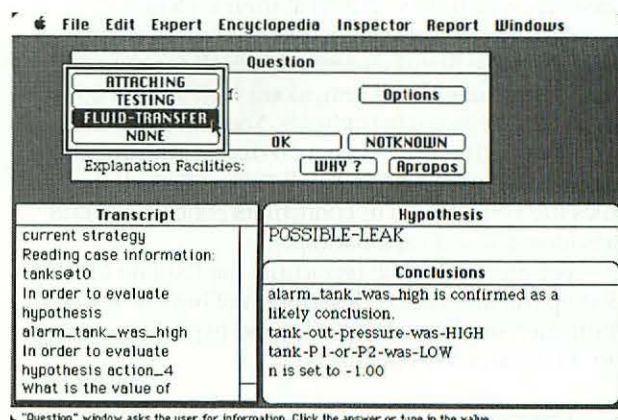 File Edit Expert Encyclopedia Inspector Report Windows
Question
ATTACHING
TESTING
FLUID-TRANSFER
NONE
f:
Options
OK
NOTKNOWN
Explanation Facilities:
WHY ?
Apropos
Transcript
current strategy
Reading case information:
tanks@t0
In order to evaluate
hypothesis
alarm_tank_was_high
In order to evaluate
hypothesis action_4
What is the value of
Hypothesis
POSSIBLE-LEAK
Conclusions
alarm_tank_was_high is confirmed as a
likely conclusion.
tank-out-pressure-was-HIGH
tank-P1-or-P2-was-LOW
n is set to -1.00
"Question" window asks the user for information. Click the answer or type in the value